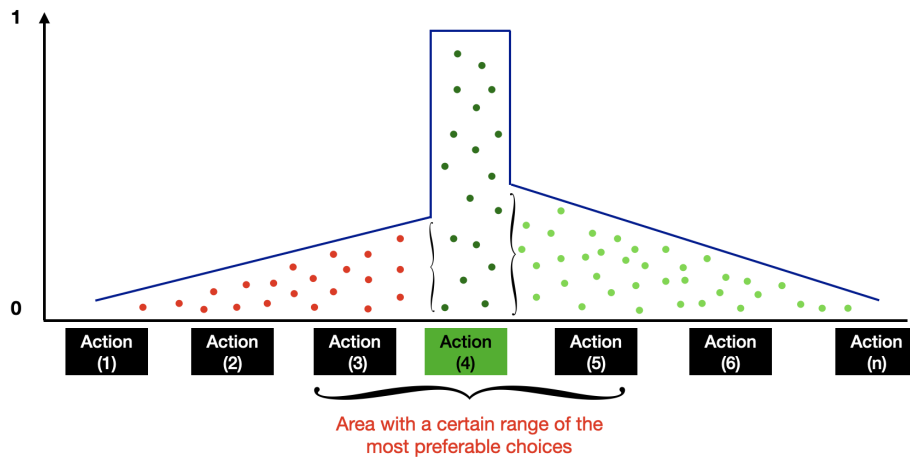 1
0
Action
(1)
Action
(2)
Action
(3)
Action
(4)
Action
(5)
Action
(6)
Action
(n)
Area with a certain range of the
most preferable choices